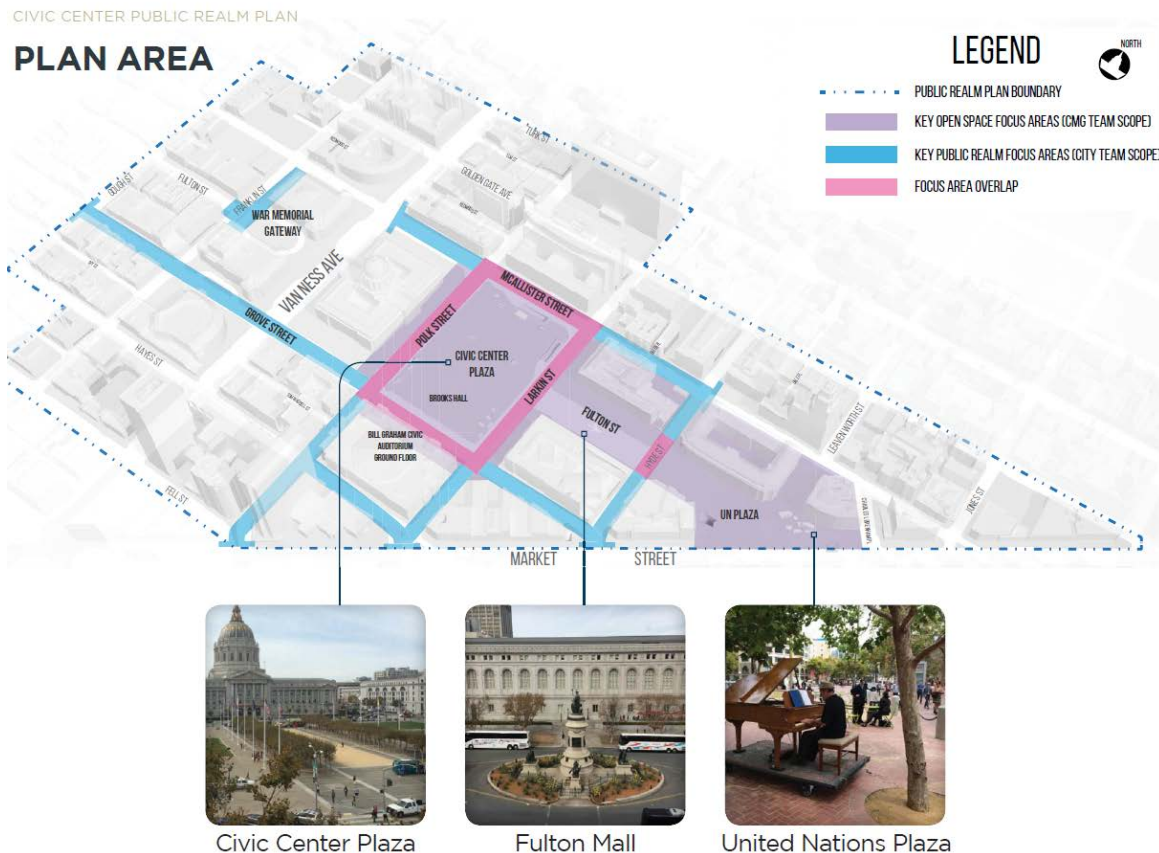 CIVIC CENTER PUBLIC REALM PLAN
PLAN AREA
LEGEND
NORTH
PUBLIC REALM PLAN BOUNDARY
KEY OPEN SPACE FOCUS AREAS (CMG TEAM SCOPE)
KEY PUBLIC REALM FOCUS AREAS (CITY TEAM SCOPE)
FOCUS AREA OVERLAP
TURK ST
GOLDEN GATE AVE
GOUGH ST
FULTON ST
FRANKLIN ST
WAR MEMORIAL
GATEWAY
VAN NESS AVE
MCALLISTER STREET
POLK STREET
GROVE STREET
CIVIC CENTER
PLAZA
BROOKS HALL
LARKIN ST
HAYES ST
FULTON ST
BILL GRAHAM CIVIC
AUDITORIUM
GROUND FLOOR
HYDE ST
LEAVENWORTH ST
FELL ST
UN PLAZA
JONES ST
MARKET STREET
Civic Center Plaza
Fulton Mall
United Nations Plaza